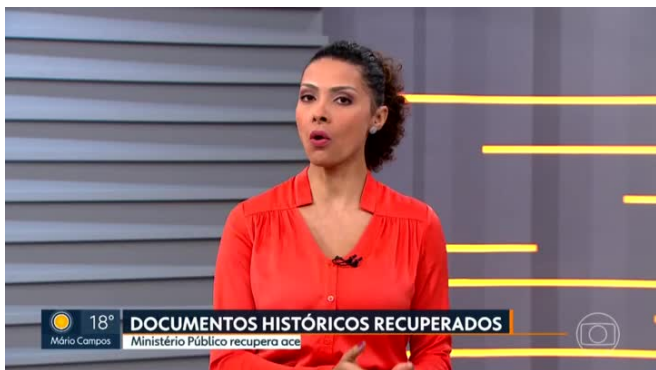 18°
Mário Campos
DOCUMENTOS HISTÓRICOS RECUPERADOS
Ministério Público recupera ace